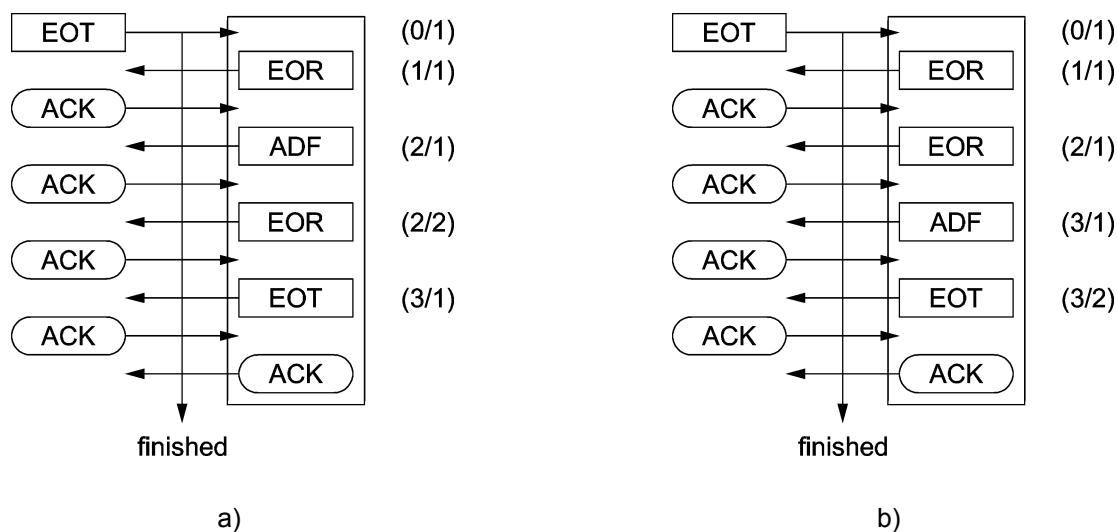 EOT (0/1)
EOR (1/1)
ACK
ADF (2/1)
ACK
EOR (2/2)
ACK
EOT (3/1)
ACK
ACK
finished
a)
EOT (0/1)
EOR (1/1)
ACK
EOR (2/1)
ACK
ADF (3/1)
ACK
EOT (3/2)
ACK
ACK
finished
b)